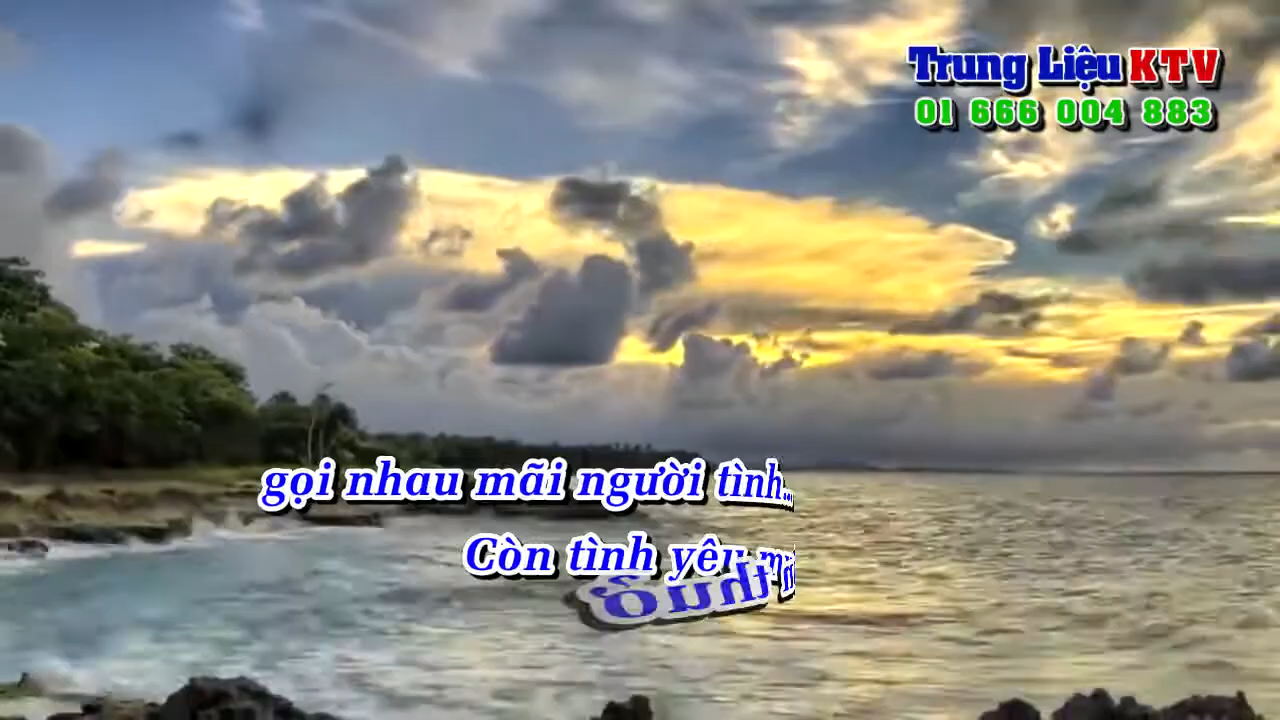 Trung Liệu KTV
01 666 004 883
gọi nhau mãi người tình..
Còn tình yêu